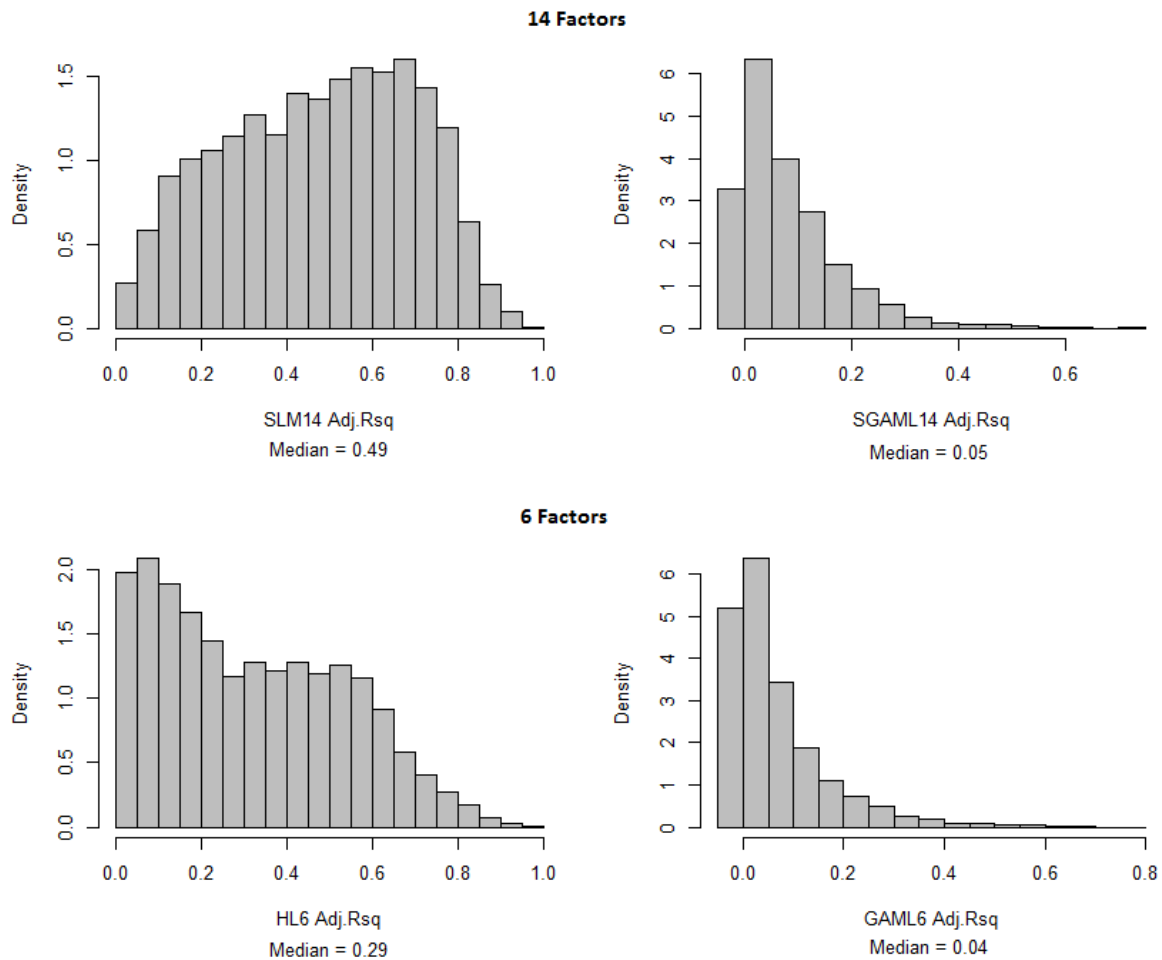 14 Factors
Density
0.0 0.5 1.0 1.5
0.0 0.2 0.4 0.6 0.8 1.0
SLM14 Adj.Rsq
Median = 0.49
Density
0 1 2 3 4 5 6
0.0 0.2 0.4 0.6
SGAML14 Adj.Rsq
Median = 0.05
6 Factors
Density
0.0 0.5 1.0 1.5 2.0
0.0 0.2 0.4 0.6 0.8 1.0
HL6 Adj.Rsq
Median = 0.29
Density
0 1 2 3 4 5 6
0.0 0.2 0.4 0.6 0.8
GAML6 Adj.Rsq
Median = 0.04